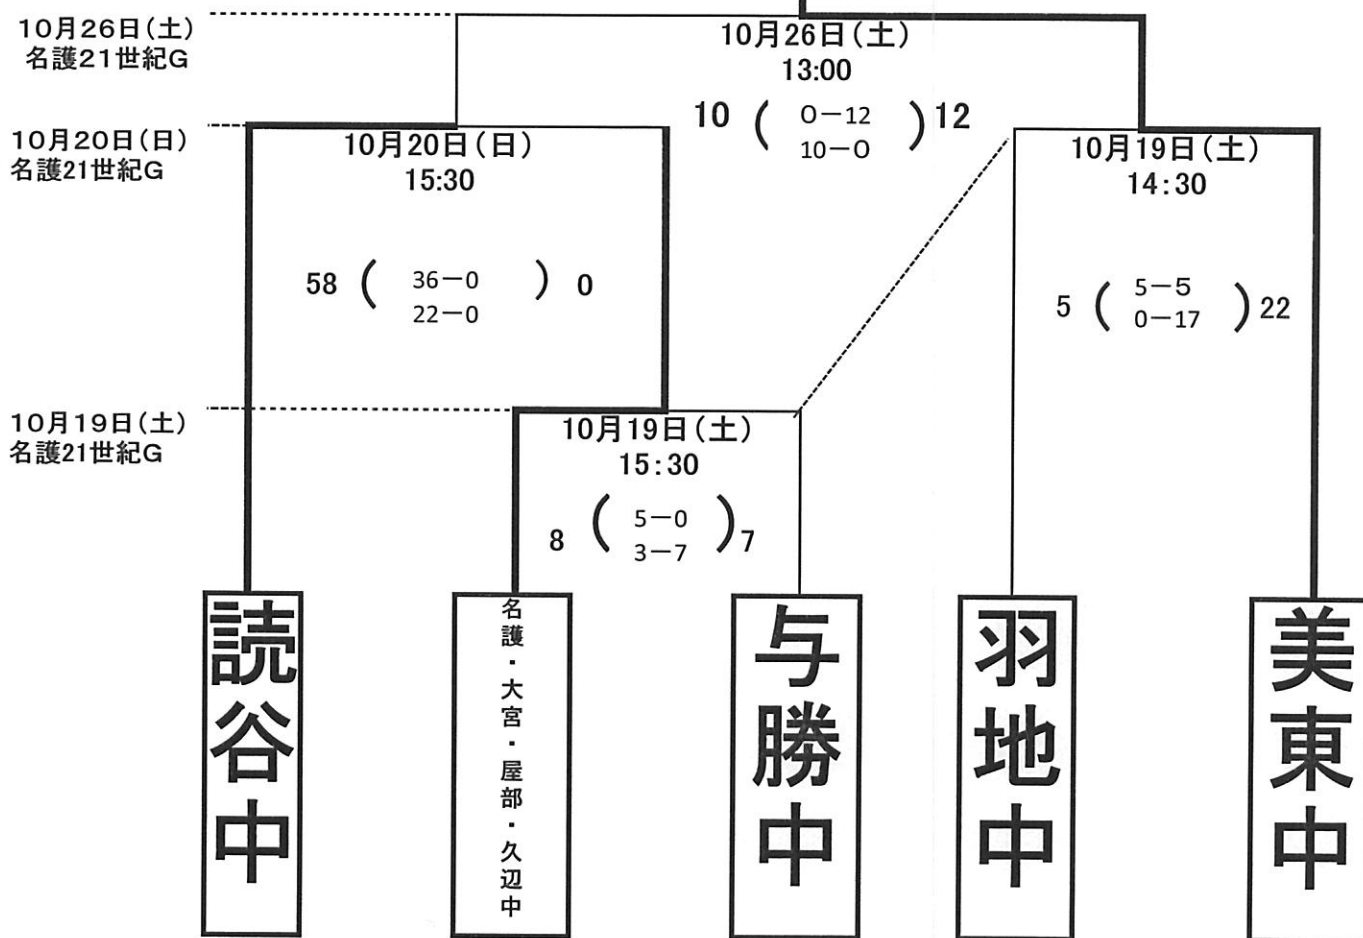 10月26日(土)
名護21世紀G
10月26日(土)
13:00
10 ( 0－12 ) 12
10－0
10月20日(日)
名護21世紀G
10月20日(日)
15:30
58 ( 36－0 ) 0
22－0
10月19日(土)
14:30
5 ( 5－5 ) 22
0－17
10月19日(土)
名護21世紀G
10月19日(土)
15:30
8 ( 5－0 ) 7
3－7
読谷中
名護・大宮・屋部・久辺中
与勝中
羽地中
美東中